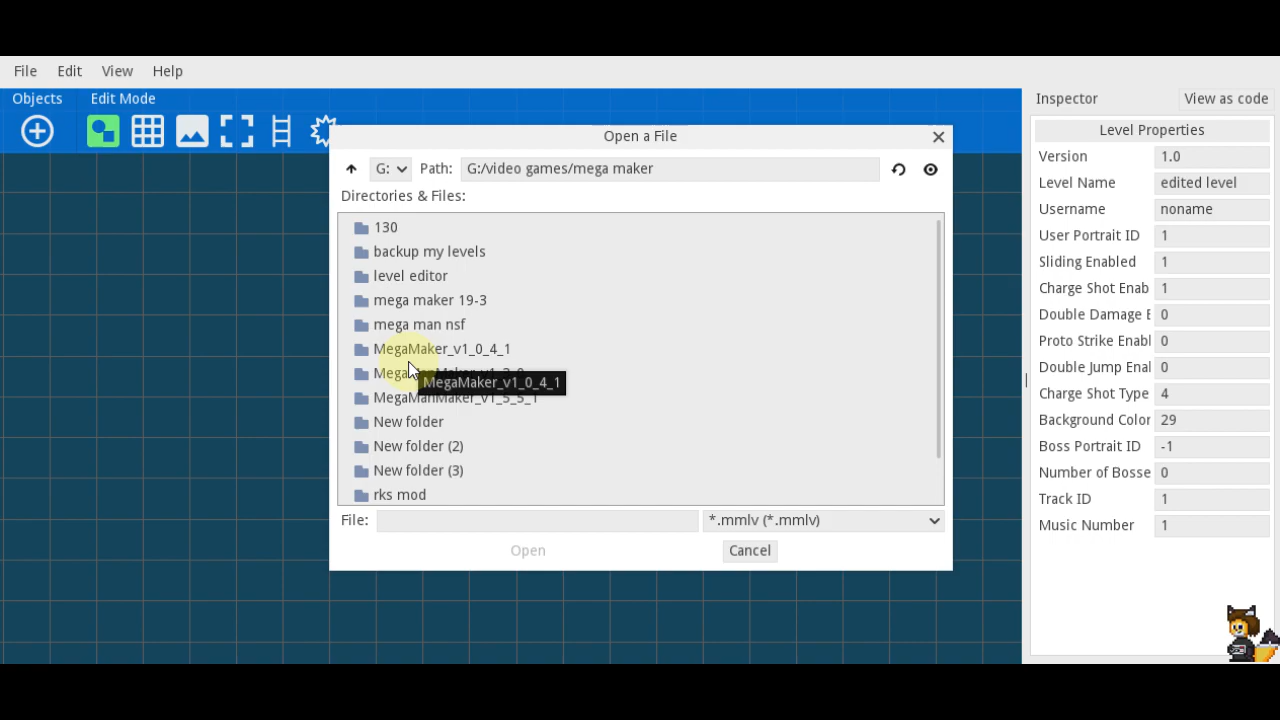 File Edit View Help
Objects Edit Mode
Inspector View as code
Open a File
G: Path: G:/video games/mega maker
Directories & Files:
130
backup my levels
level editor
mega maker 19-3
mega man nsf
MegaMaker_v1_0_4_1
MegaMaker_v1_0_4_1
MegaManMaker_v1_5_5_1
New folder
New folder (2)
New folder (3)
rks mod
File: *.mmlv (*.mmlv)
Open Cancel
Level Properties
Version 1.0
Level Name edited level
Username noname
User Portrait ID 1
Sliding Enabled 1
Charge Shot Enab 1
Double Damage E 0
Proto Strike Enabl 0
Double Jump Enal 0
Charge Shot Type 4
Background Color 29
Boss Portrait ID -1
Number of Bosse 0
Track ID 1
Music Number 1